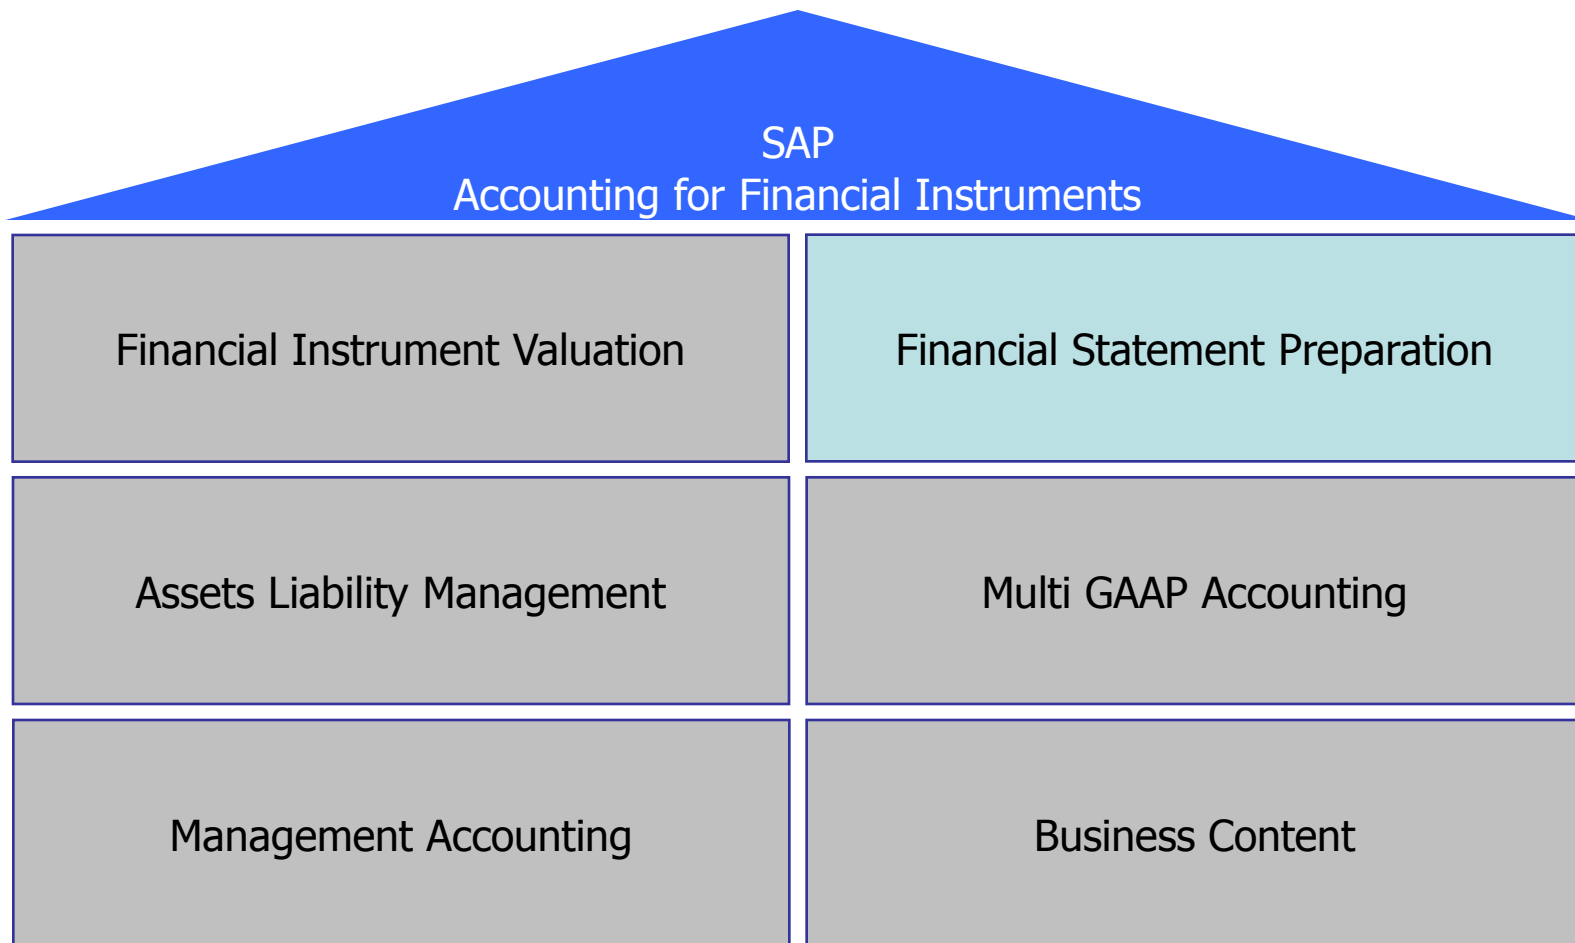 SAP
Accounting for Financial Instruments
Financial Instrument Valuation
Financial Statement Preparation
Assets Liability Management
Multi GAAP Accounting
Management Accounting
Business Content